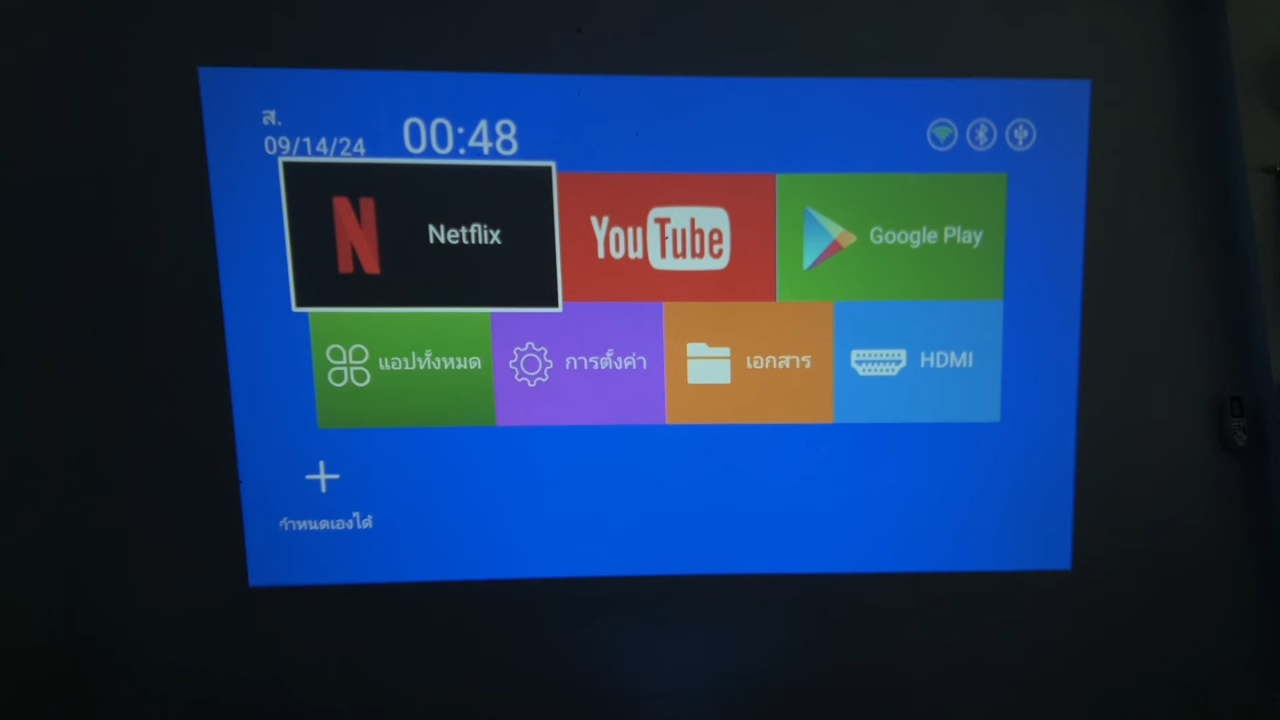 ส.
09/14/24
00:48
Netflix
YouTube
Google Play
แอปทั้งหมด
การตั้งค่า
เอกสาร
HDMI
กำหนดเองได้